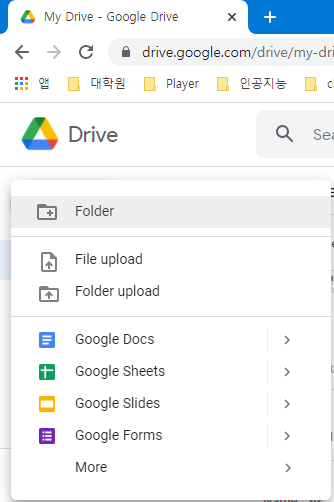 My Drive - Google Drive
drive.google.com/drive/my-dri
앱 대학원 Player 인공지능
Drive
Sea
Folder
File upload
Folder upload
Google Docs
Google Sheets
Google Slides
Google Forms
More